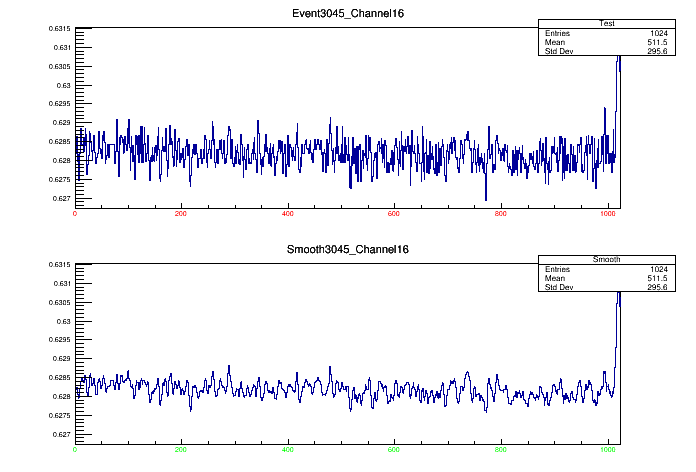 Event3045_Channel16
Test
Entries 1024
Mean 511.5
Std Dev 295.6
0.6315
0.631
0.6305
0.63
0.6295
0.629
0.6285
0.628
0.6275
0.627
0 200 400 600 800 1000
Smooth3045_Channel16
Smooth
Entries 1024
Mean 511.5
Std Dev 295.6
0.6315
0.631
0.6305
0.63
0.6295
0.629
0.6285
0.628
0.6275
0.627
0 200 400 600 800 1000